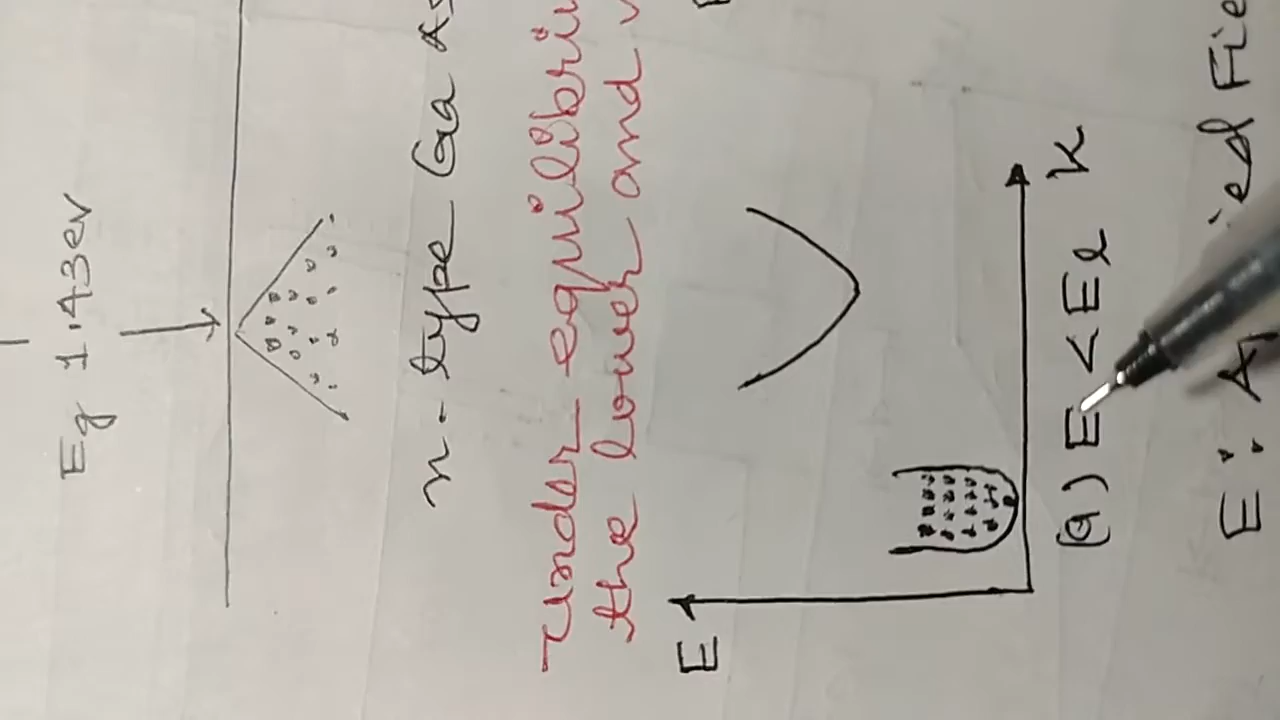 Eg 1.43ev
n-type Ga As
under equilibriu
the lower and
E
K
(a) E < El
E : A
ied Fie